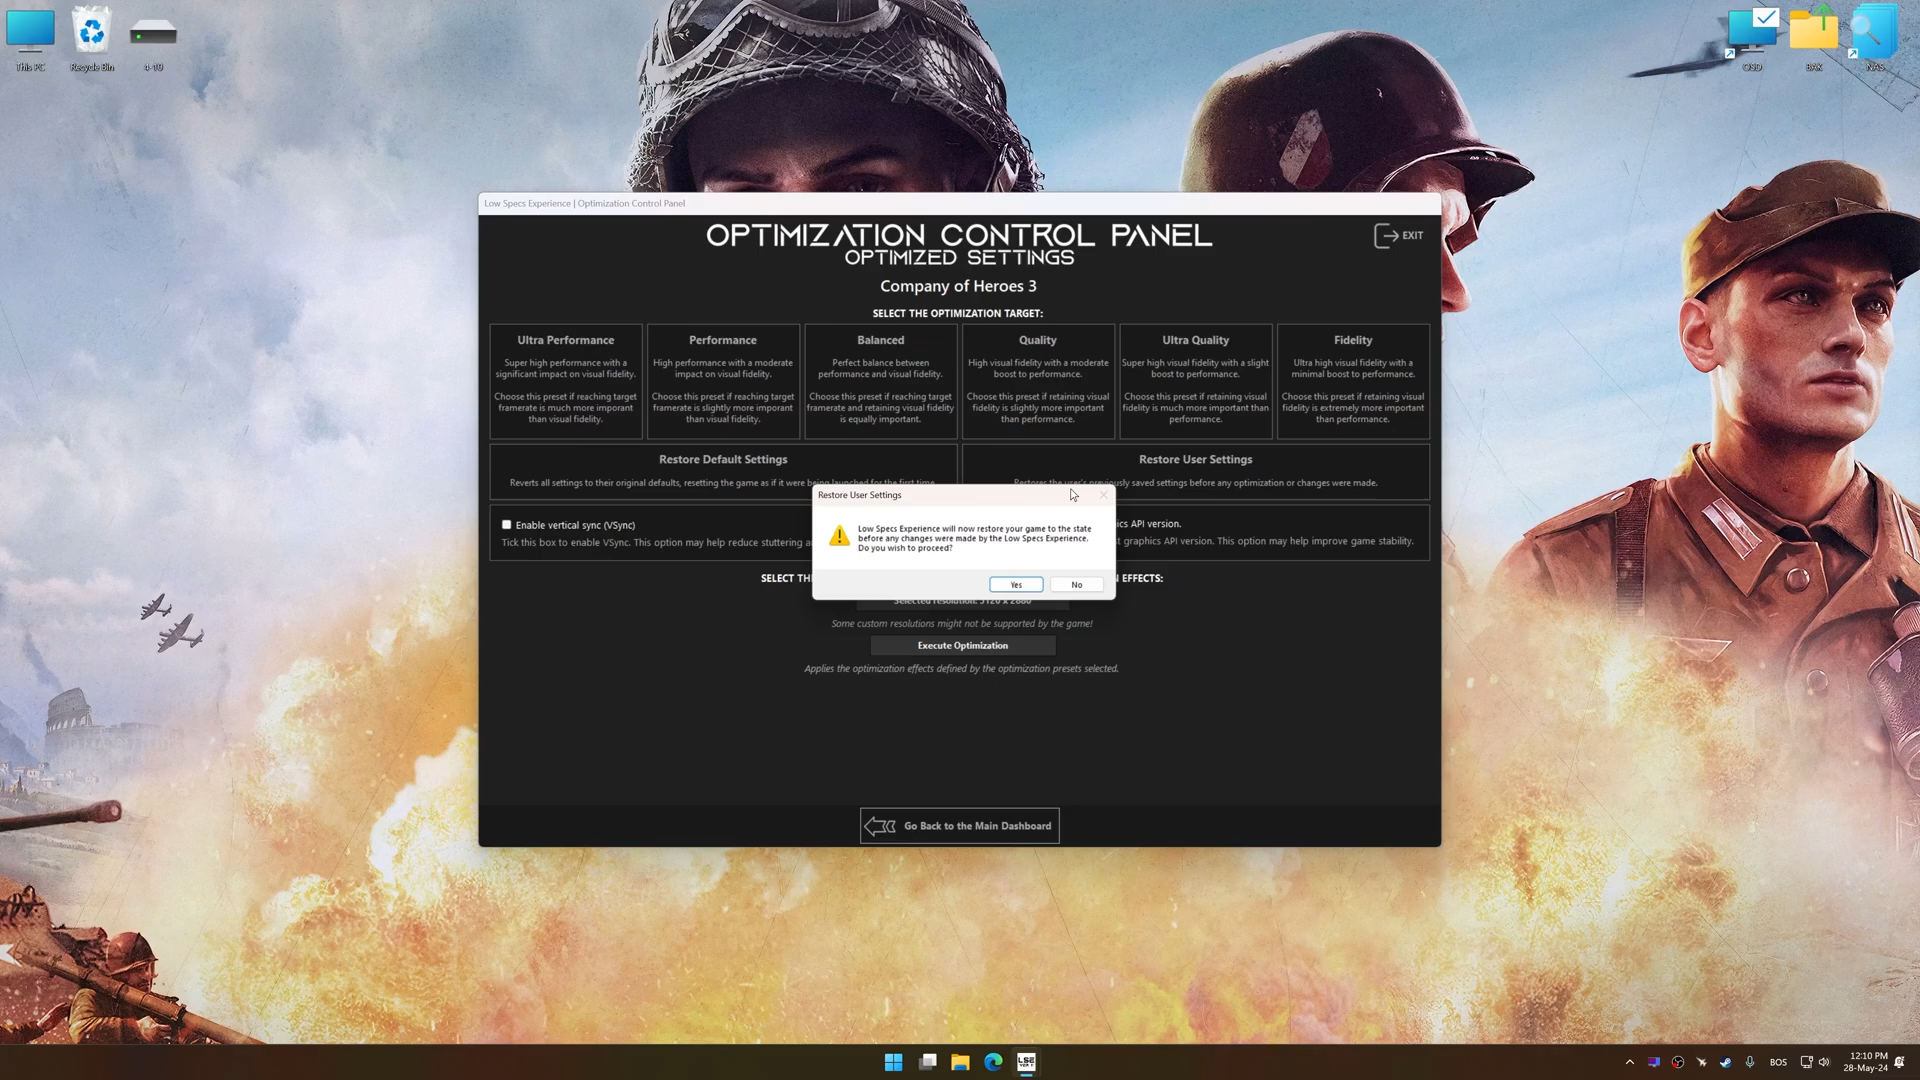 This PC
Recycle Bin
4-10
OSD
BAK
NAS
Low Specs Experience | Optimization Control Panel
OPTIMIZATION CONTROL PANEL
EXIT
OPTIMIZED SETTINGS
Company of Heroes 3
SELECT THE OPTIMIZATION TARGET:
Ultra Performance
Super high performance with a
significant impact on visual fidelity.
Choose this preset if reaching target
framerate is much more imporant
than visual fidelity.
Performance
High performance with a moderate
impact on visual fidelity.
Choose this preset if reaching target
framerate is slightly more imporant
than visual fidelity.
Balanced
Perfect balance between
performance and visual fidelity.
Choose this preset if reaching target
framerate and retaining visual fidelity
is equally important.
Quality
High visual fidelity with a moderate
boost to performance.
Choose this preset if retaining visual
fidelity is slightly more important
than performance.
Ultra Quality
Super high visual fidelity with a slight
boost to performance.
Choose this preset if retaining visual
fidelity is much more important than
performance.
Fidelity
Ultra high visual fidelity with a
minimal boost to performance.
Choose this preset if retaining visual
fidelity is extremely more important
than performance.
Restore Default Settings
Reverts all settings to their original defaults, resetting the game as if it were being launched for the first time.
Restore User Settings
Restores the user's previously saved settings before any optimization or changes were made.
Restore User Settings
Low Specs Experience will now restore your game to the state
before any changes were made by the Low Specs Experience.
Do you wish to proceed?
Yes
No
Enable vertical sync (VSync)
Tick this box to enable VSync. This option may help reduce stuttering
API version.
graphics API version. This option may help improve game stability.
SELECT
EFFECTS:
Selected resolution: 5120 x 2880
Some custom resolutions might not be supported by the game!
Execute Optimization
Applies the optimization effects defined by the optimization presets selected.
Go Back to the Main Dashboard
LSE
BOS
12:10 PM
28-May-24